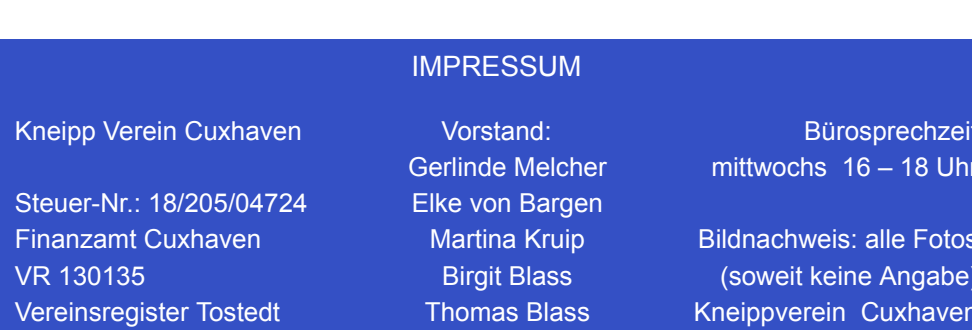 IMPRESSUM
Kneipp Verein Cuxhaven
Steuer-Nr.: 18/205/04724
Finanzamt Cuxhaven
VR 130135
Vereinsregister Tostedt
Vorstand:
Gerlinde Melcher
Elke von Bargen
Martina Kruip
Birgit Blass
Thomas Blass
Bürosprechzeit
mittwochs 16 – 18 Uhr
Bildnachweis: alle Fotos
(soweit keine Angabe)
Kneippverein Cuxhaven